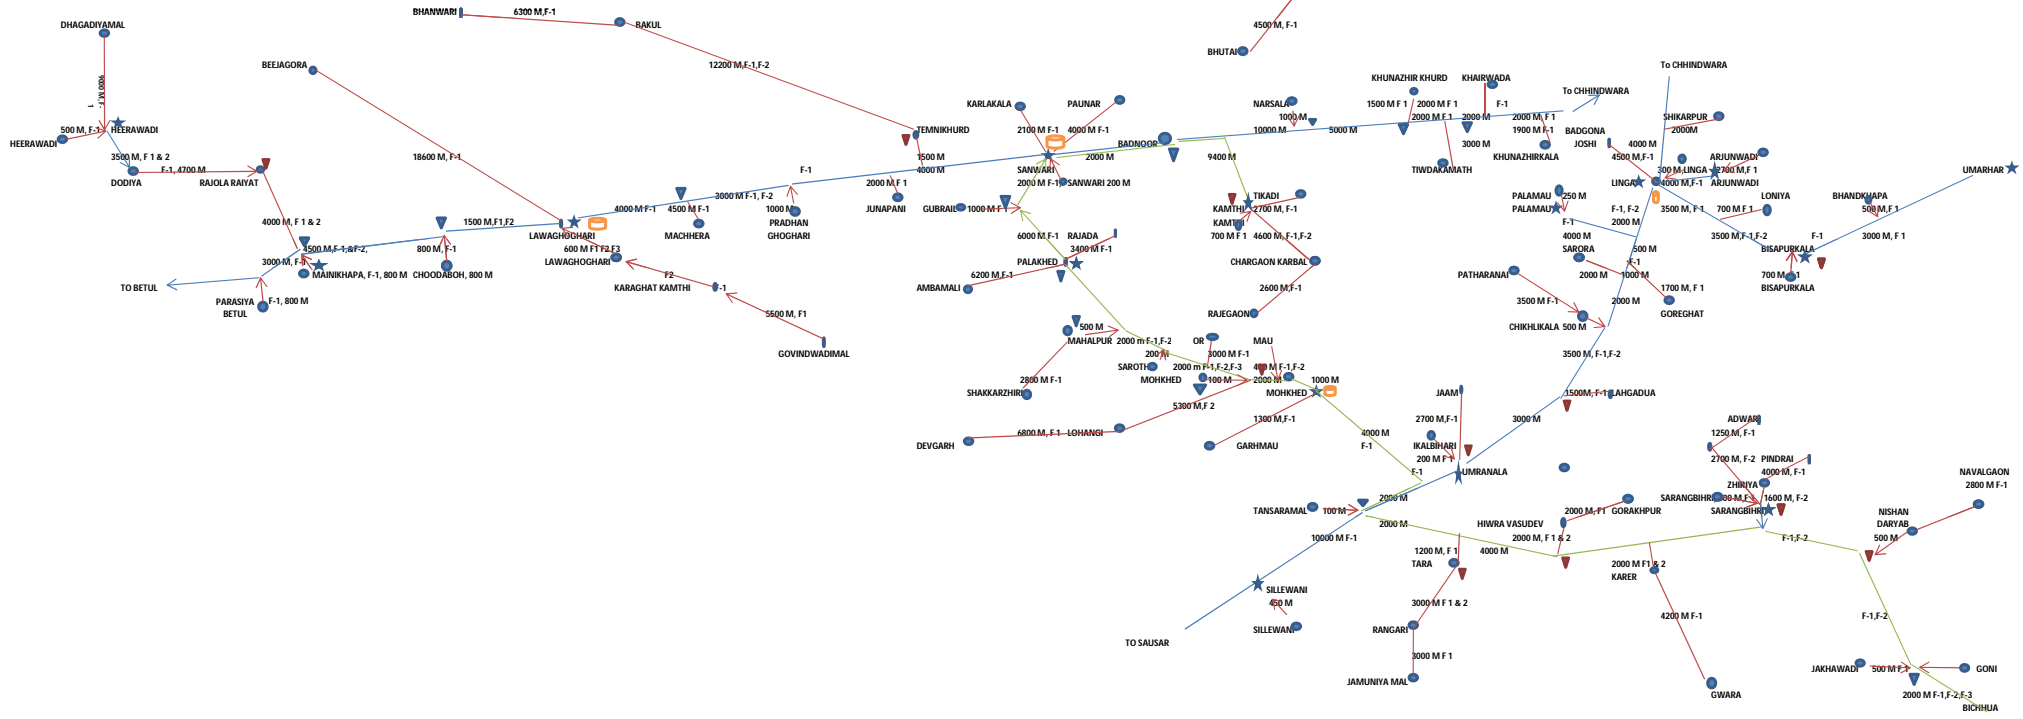 BHANWARI
6300 M,F-1
BAKUL
DHAGADIYAMAL
4500 M, F-1
BHUTAI
BEEJAGORA
12200 M,F-1,F-2
9000 M,F-
1
500 M, F-1
HEERAWADI
HEERAWADI
3500 M, F 1 & 2
DODIYA
F-1, 4700 M
RAJOLA RAIYAT
18600 M,F-1
TEMNIKHURD
1500 M
4000 M
KARLAKALA
PAUNAR
2100 M F-1
4000 M F-1
SANWARI
2000 M F-1,
SANWARI 200 M
2000 M
BADNOOR
NARSALA
1000 M
10000 M
5000 M
KHUNAZHIR KHURD
1500 M F 1
2000 M F 1
KHAIRWADA
F-1
2000 M
3000 M
TIWDAKAMATH
2000 M, F 1
1900 M F-1
KHUNAZHIRKALA
To CHHINDWARA
To CHHINDWARA
SHIKARPUR
2000M
BADGONA
JOSHI
4000 M
4500 M,F-1
300 M
LINGA
ARJUNWADI
2700 M,F 1
ARJUNWADI
LINGA
4000 M,F-1
UMARHAR
PALAMAU
250 M
PALAMAU
F-1, F-2
F-1
4000 M
3500 M,F 1
LONIYA
700 M F 1
3500 M,F-1,F-2
BHANDKHAPA
500 M,F 1
3000 M, F 1
F-1
BISAPURKALA
700 M F-1
BISAPURKALA
SARORA
2000 M
500 M
F-1
1000 M
1700 M, F 1
GOREGHAT
PATHARANAI
3500 M F-1
2000 M
CHIKHLIKALA
500 M
3500 M, F-1,F-2
1500M, F-1
LAHGADUA
4000 M, F 1 & 2
4500 M,F-1,&F-2,
3000 M, F-1
MAINIKHAPA, F-1, 800 M
TO BETUL
PARASIYA
BETUL
F-1, 800 M
1500 M,F1,F2
800 M, F-1
CHOODABOH, 800 M
LAWAGHOGHARI
600 M F1 F2 F3
LAWAGHOGHARI
4000 M F-1
4500 M F-1
MACHHERA
3000 M F-1, F-2
F-1
1000 M
PRADHAN
GHOGHARI
2000 M F 1
JUNAPANI
F2
KARAGHAT KAMTHI
F-1
5500 M, F1
GOVINDWADIMAL
GUBRAIL
1000 M F 1
6000 M F-1
RAJADA
3400 M F-1
PALAKHED
6200 M,F-1
AMBAMALI
9400 M
TIKADI
KAMTHI
2700 M, F-1
KAMTHI
700 M F 1
4600 M,F-1,F-2
CHARGAON KARBAL
2600 M,F-1
RAJEGAON
500 M
MAHALPUR
2000 m F-1,F-2
200 M
SAROTH
2800 M F-1
SHAKKARZHIRI
OR
3000 M F-1
2000 m F-1,F-2,F-3
MOHKHED
100 M
MAU
400 M F-1,F-2
2000 M
MOHKHED
1000 M
5300 M,F 2
6800 M, F 1
LOHANGI
DEVGARH
1300 M,F-1
GARHMAU
4000 M
F-1
F-1
JAAM
2700 M,F-1
IKALBIHARI
200 M F 1
UMRANALA
3000 M
2000 M
TANSARAMAL
100 M
2000 M
10000 M F-1
SILLEWANI
450 M
SILLEWANI
TO SAUSAR
HIWRA VASUDEV
2000 M, F1
GORAKHPUR
2000 M, F 1 & 2
4000 M
1200 M, F 1
TARA
3000 M F 1 & 2
RANGARI
3000 M F 1
JAMUNIYA MAL
ADWARI
1250 M, F-1
2700 M, F-2
PINDRAI
4000 M, F-1
ZHIRIYA
SARANGBIHRI
1600 M, F-2
SARANGBIHRI
F-1,F-2
2000 M F1 & 2
KARER
4200 M F-1
GWARA
NAVALGAON
2800 M F-1
NISHAN
DARYAB
500 M
F-1,F-2
JAKHAWADI
500 M F,1
GONI
2000 M F-1,F-2,F-3
BICHHUA